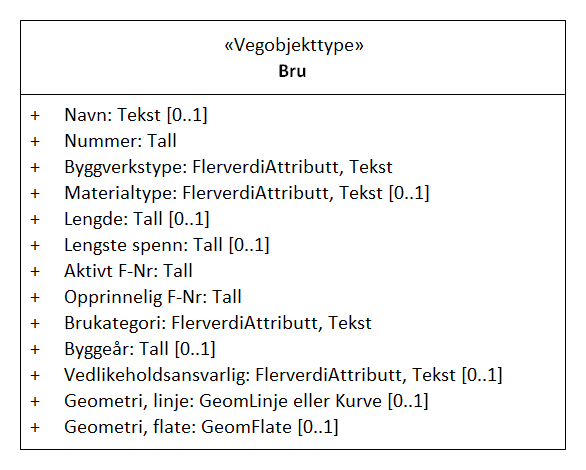 «Vegobjekttype»
Bru
+ Navn: Tekst [0..1]
+ Nummer: Tall
+ Byggverkstype: FlerverdiAttributt, Tekst
+ Materialtype: FlerverdiAttributt, Tekst [0..1]
+ Lengde: Tall [0..1]
+ Lengste spenn: Tall [0..1]
+ Aktivt F-Nr: Tall
+ Opprinnelig F-Nr: Tall
+ Brukategori: FlerverdiAttributt, Tekst
+ Byggeår: Tall [0..1]
+ Vedlikeholdsansvarlig: FlerverdiAttributt, Tekst [0..1]
+ Geometri, linje: GeomLinje eller Kurve [0..1]
+ Geometri, flate: GeomFlate [0..1]